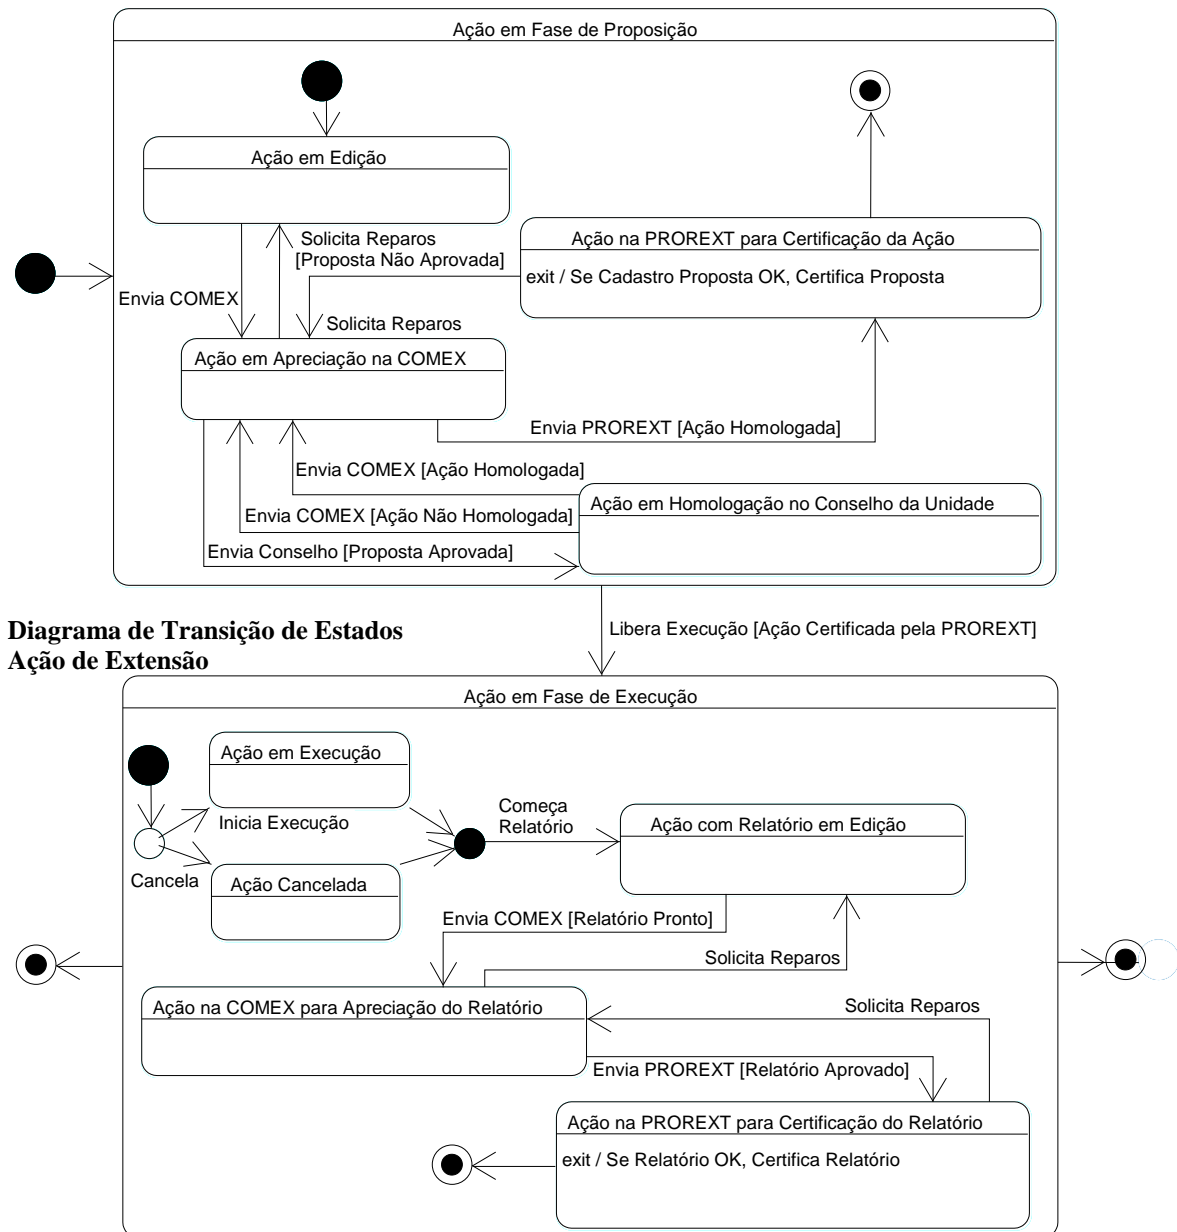 Ação em Fase de Proposição
Ação em Edição
Solicita Reparos
[Proposta Não Aprovada]
Ação na PROREXT para Certificação da Ação
exit / Se Cadastro Proposta OK, Certifica Proposta
Envia COMEX
Solicita Reparos
Ação em Apreciação na COMEX
Envia PROREXT [Ação Homologada]
Envia COMEX [Ação Homologada]
Ação em Homologação no Conselho da Unidade
Envia COMEX [Ação Não Homologada]
Envia Conselho [Proposta Aprovada]
Diagrama de Transição de Estados
Ação de Extensão
Libera Execução [Ação Certificada pela PROREXT]
Ação em Fase de Execução
Ação em Execução
Inicia Execução
Começa
Relatório
Ação com Relatório em Edição
Cancela
Ação Cancelada
Envia COMEX [Relatório Pronto]
Solicita Reparos
Ação na COMEX para Apreciação do Relatório
Solicita Reparos
Envia PROREXT [Relatório Aprovado]
Ação na PROREXT para Certificação do Relatório
exit / Se Relatório OK, Certifica Relatório